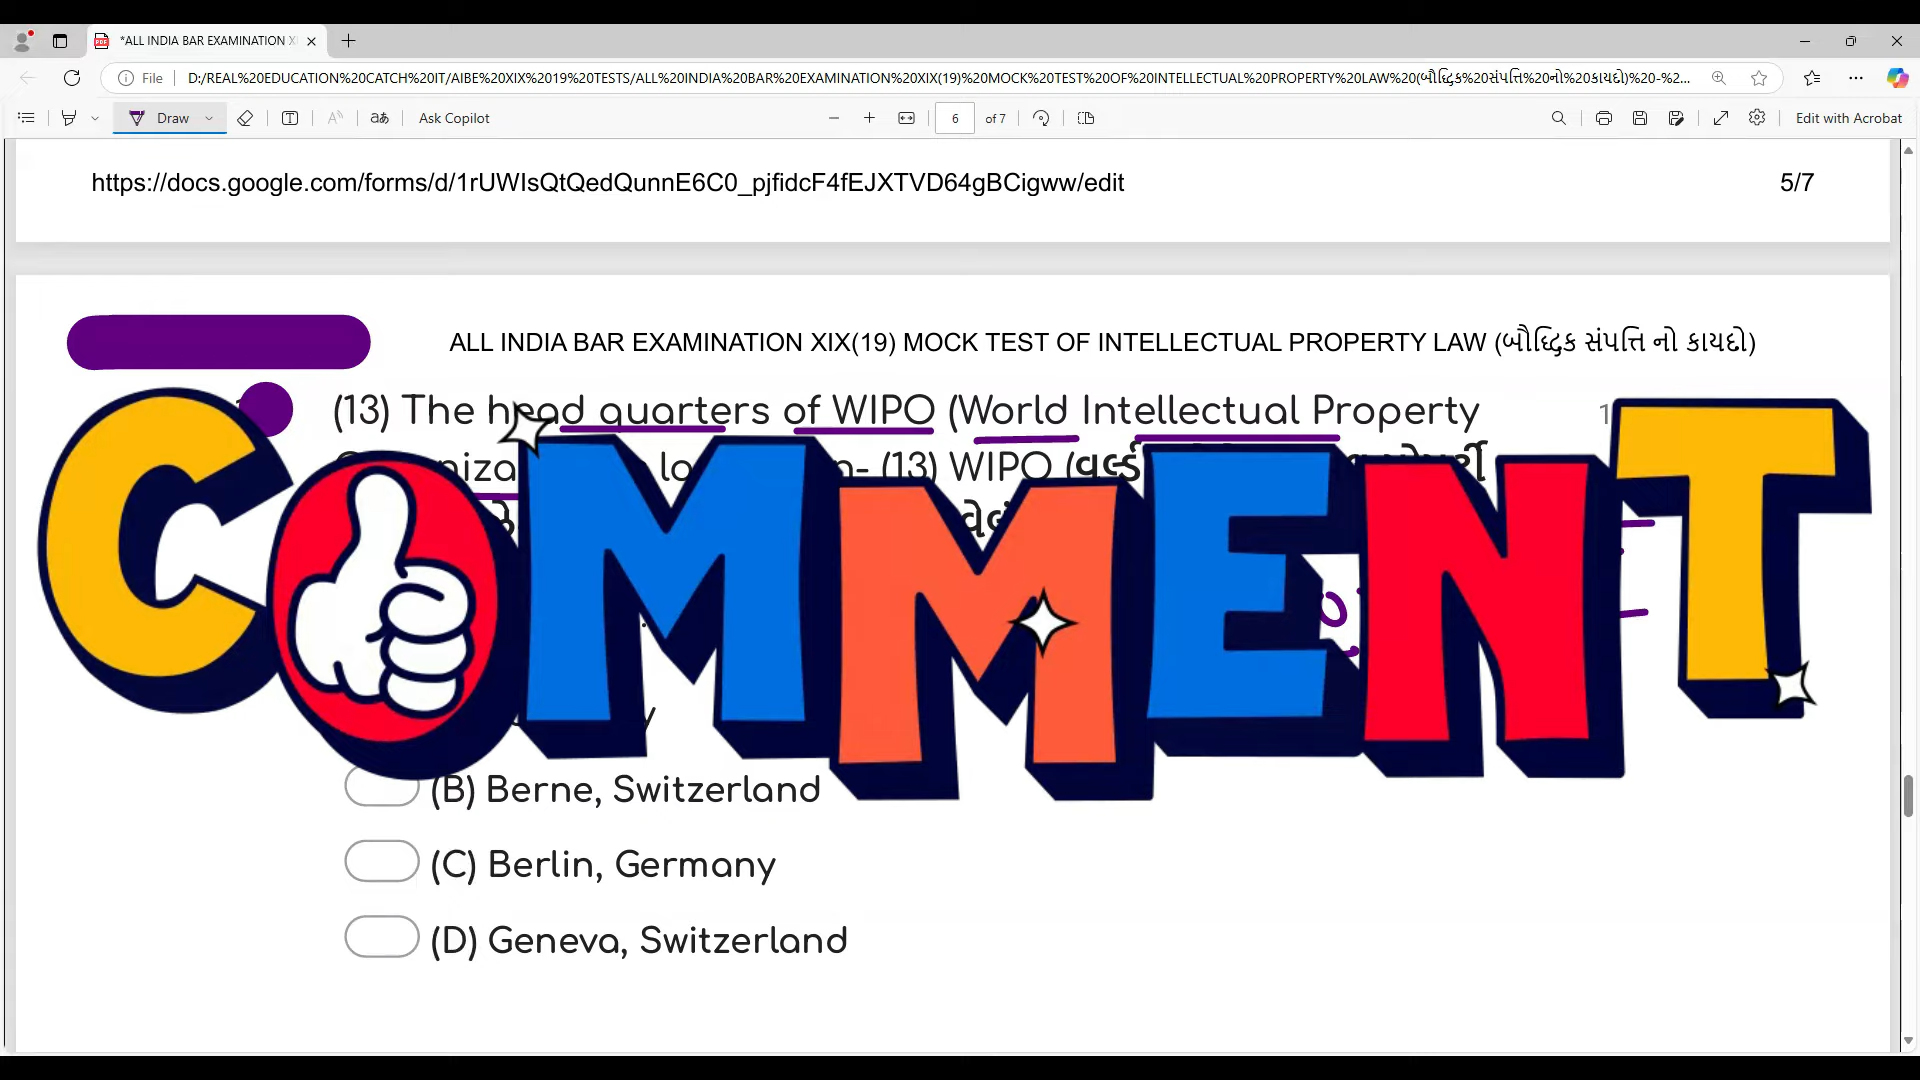 *ALL INDIA BAR EXAMINATION X
File D:/REAL%20EDUCATION%20CATCH%20IT/AIBE%20XIX%2019%20TESTS/ALL%20INDIA%20BAR%20EXAMINATION%20XIX(19)%20MOCK%20TEST%20OF%20INTELLECTUAL%20PROPERTY%20LAW%20(બૌદ્ધિક%20સંપત્તિ%20નો%20કાયદો)%20-%2...
Draw Ask Copilot 6 of 7 Edit with Acrobat
https://docs.google.com/forms/d/1rUWIsQtQedQunnE6C0_pjfidcF4fEJXTVD64gBCigww/edit 5/7
ALL INDIA BAR EXAMINATION XIX(19) MOCK TEST OF INTELLECTUAL PROPERTY LAW (બૌદ્ધિક સંપત્તિ નો કાયદો)
(13) The head quarters of WIPO (World Intellectual Property
(13) WIPO (વર્લ્ડ
COMMENT
(B) Berne, Switzerland
(C) Berlin, Germany
(D) Geneva, Switzerland